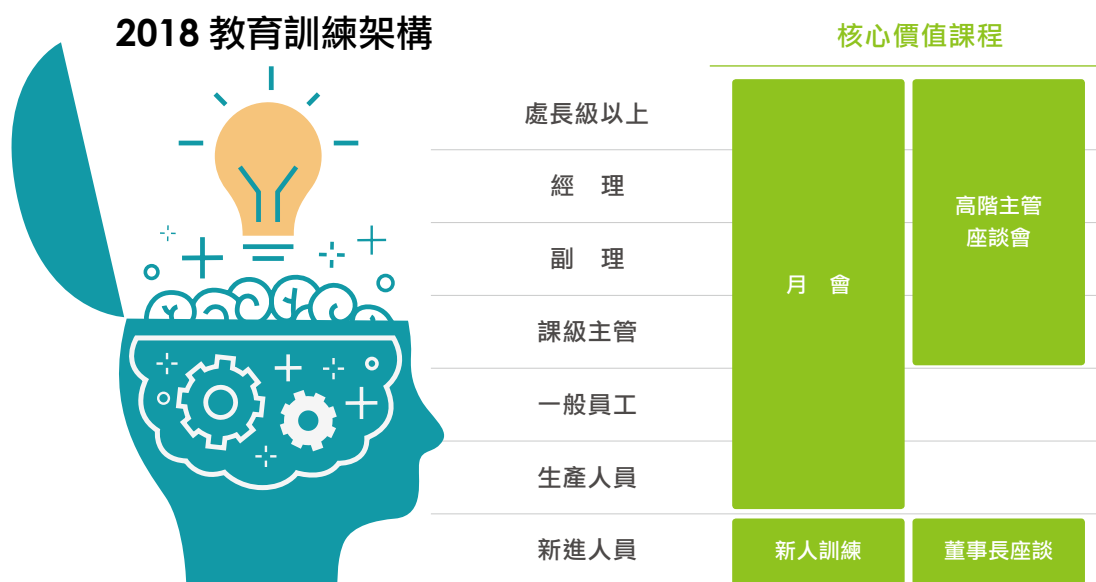 2018 教育訓練架構
核心價值課程
處長級以上
經 理
副 理
課級主管
一般員工
生產人員
新進人員
月 會
高階主管
座談會
新人訓練
董事長座談